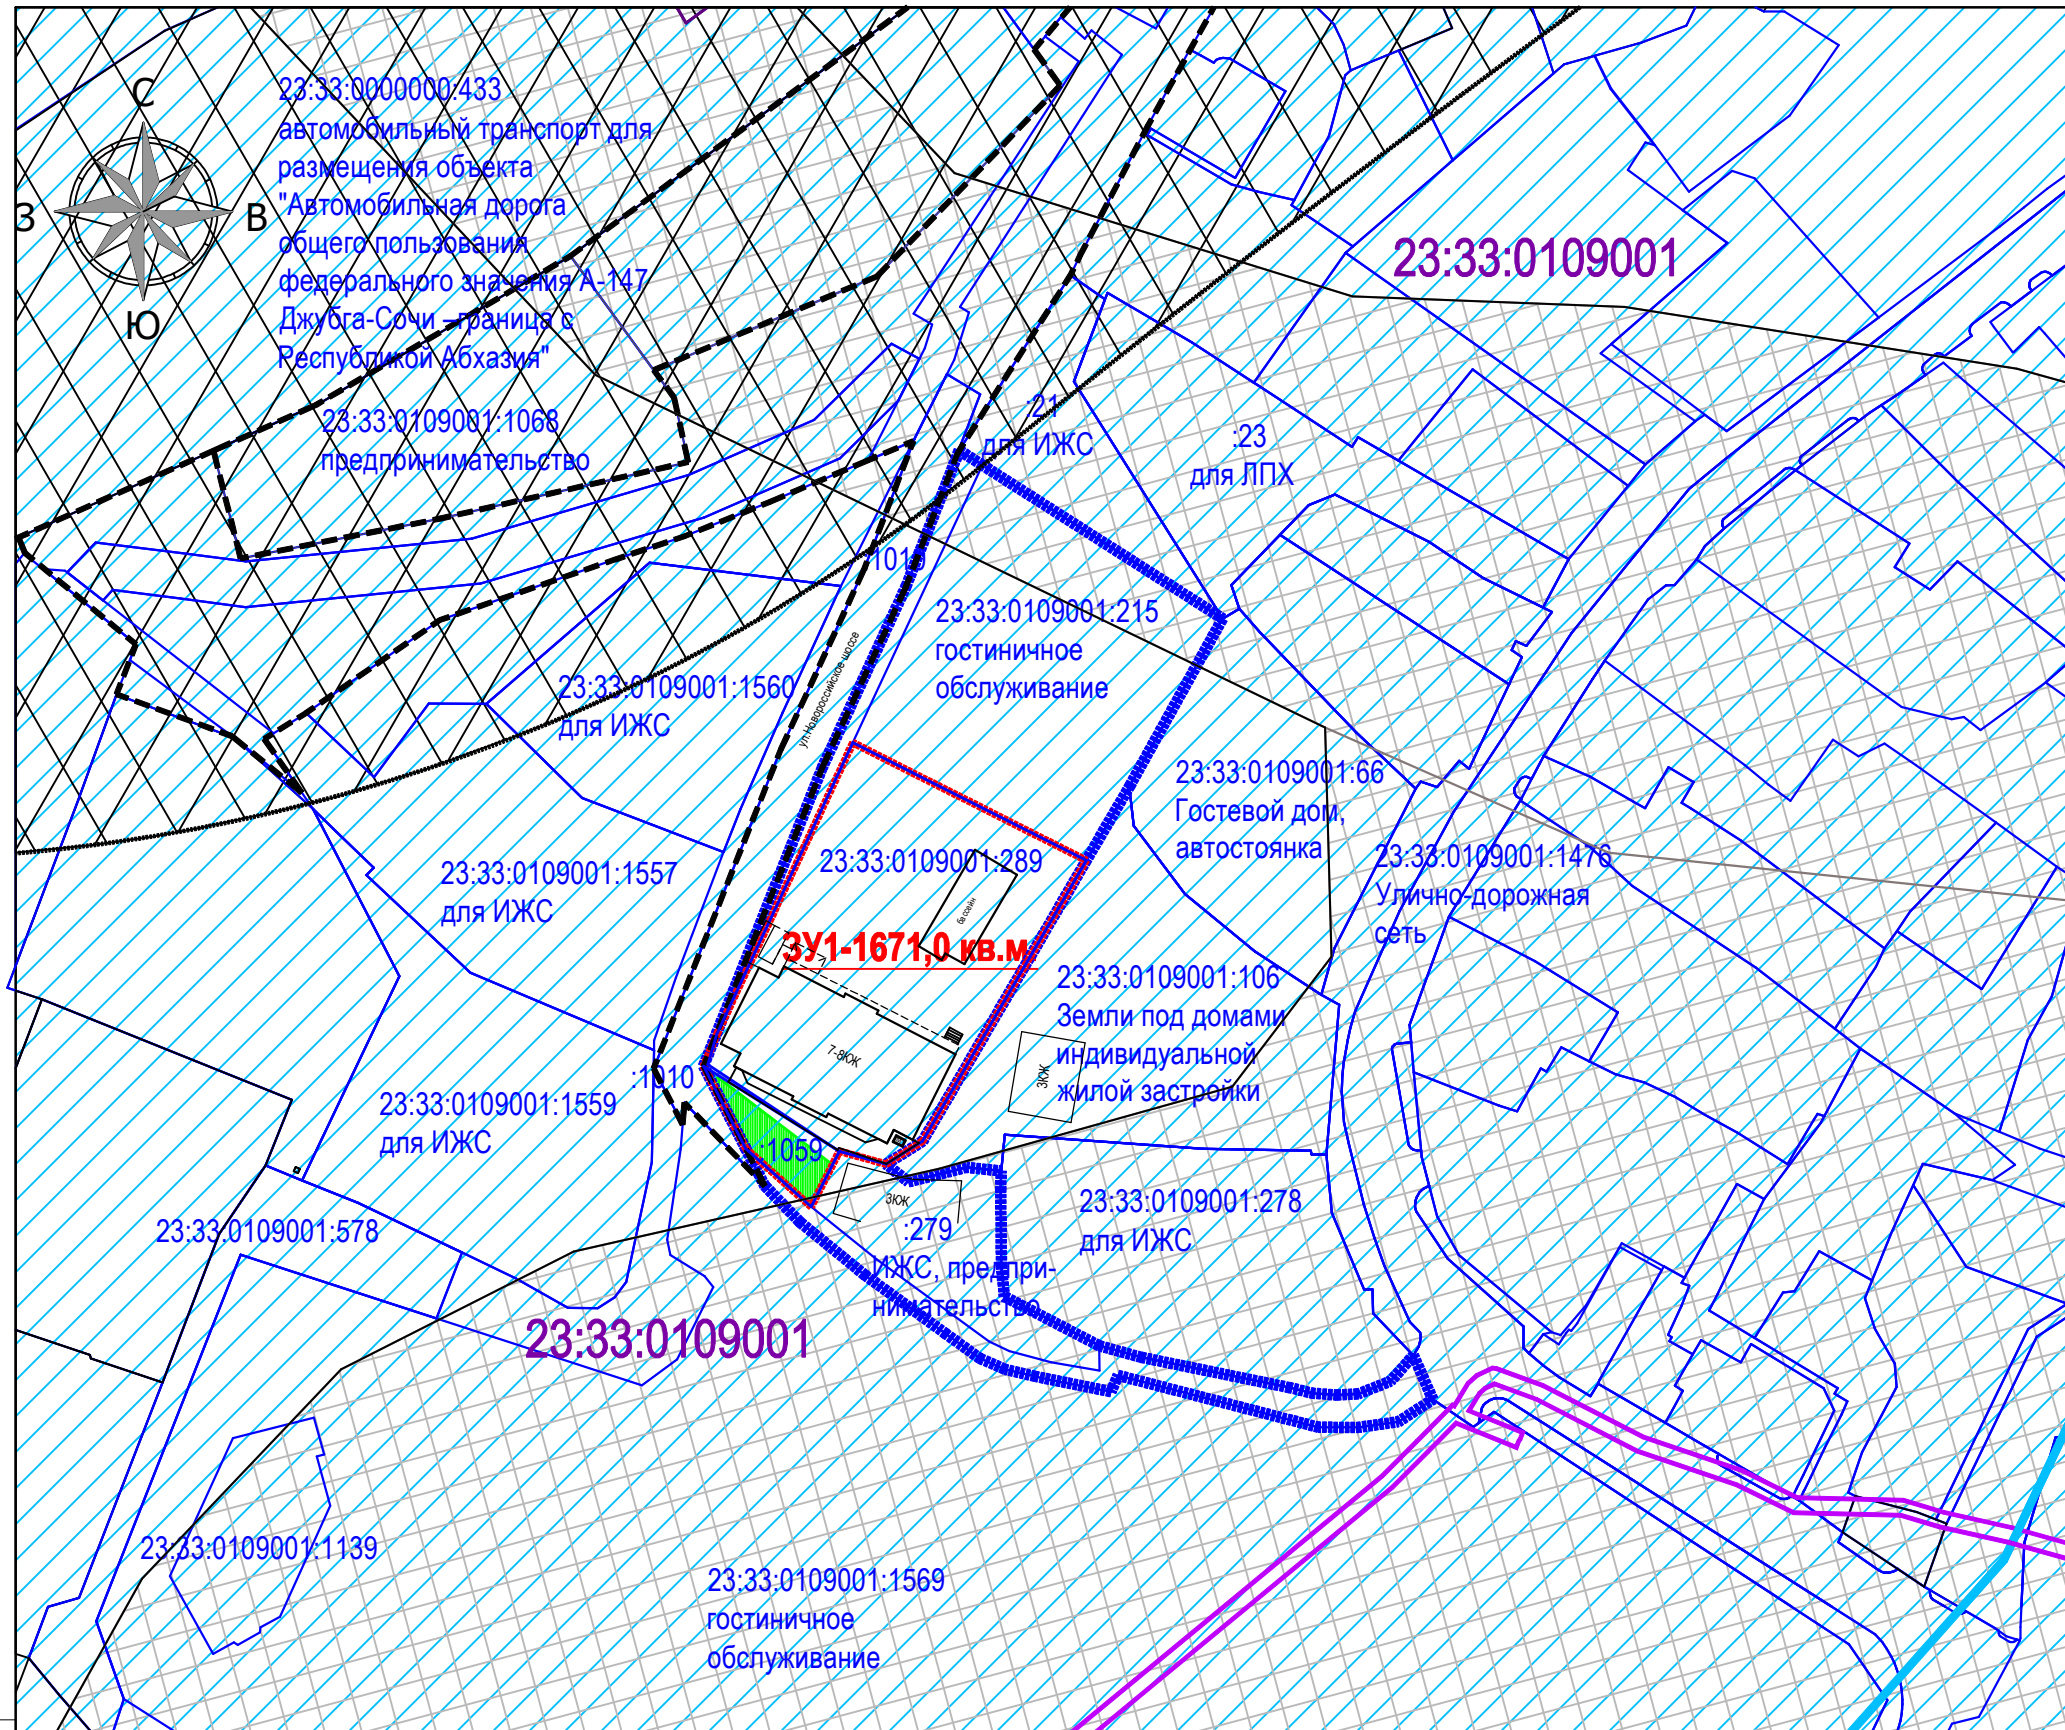 С
З
В
Ю
23:33:0000000:433
автомобильный транспорт для
размещения объекта
"Автомобильная дорога
общего пользования
федерального значения А-147
Джубга-Сочи –граница с
Республикой Абхазия"
23:33:0109001:1068
предпринимательство
23:33:0109001
:21
для ИЖС
:23
для ЛПХ
:1010
23:33:0109001:215
гостиничное
обслуживание
ул.Новороссийское шоссе
23:33:0109001:1560
для ИЖС
23:33:0109001:66
Гостевой дом,
автостоянка
23:33:0109001:1476
Улично-дорожная
сеть
23:33:0109001:289
бассейн
23:33:0109001:1557
для ИЖС
ЗУ1-1671,0 кв.м
23:33:0109001:106
Земли под домами
индивидуальной
жилой застройки
7-8КЖ
3КЖ
:1010
23:33:0109001:1559
для ИЖС
:1059
3КЖ
23:33:0109001:278
для ИЖС
23:33:0109001:578
:279
ИЖС, предпри-
нимательство
23:33:0109001
23:33:0109001:1139
23:33:0109001:1569
гостиничное
обслуживание